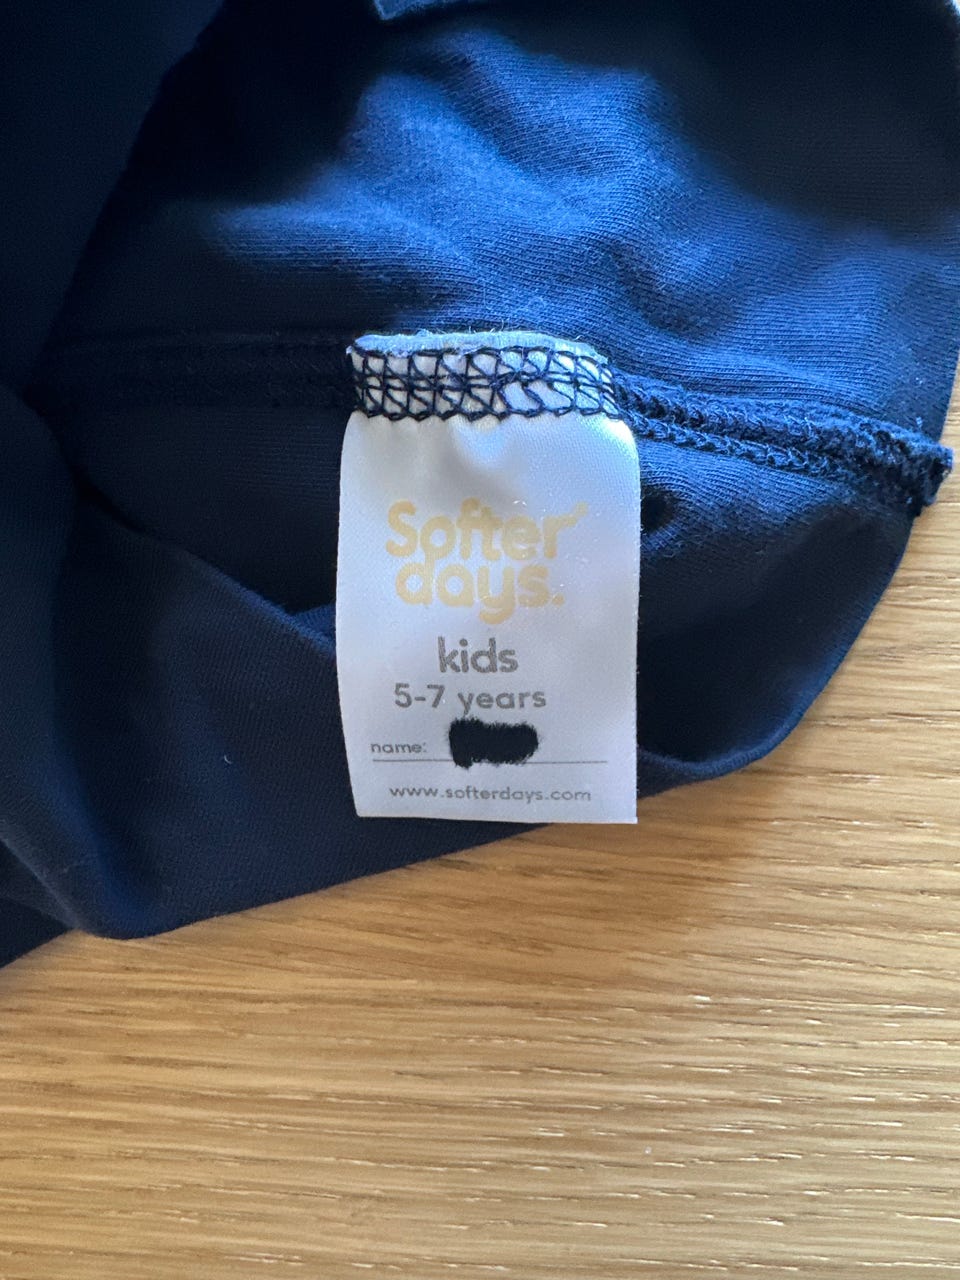 Softer
days.
kids
5-7 years
name:
www.softerdays.com